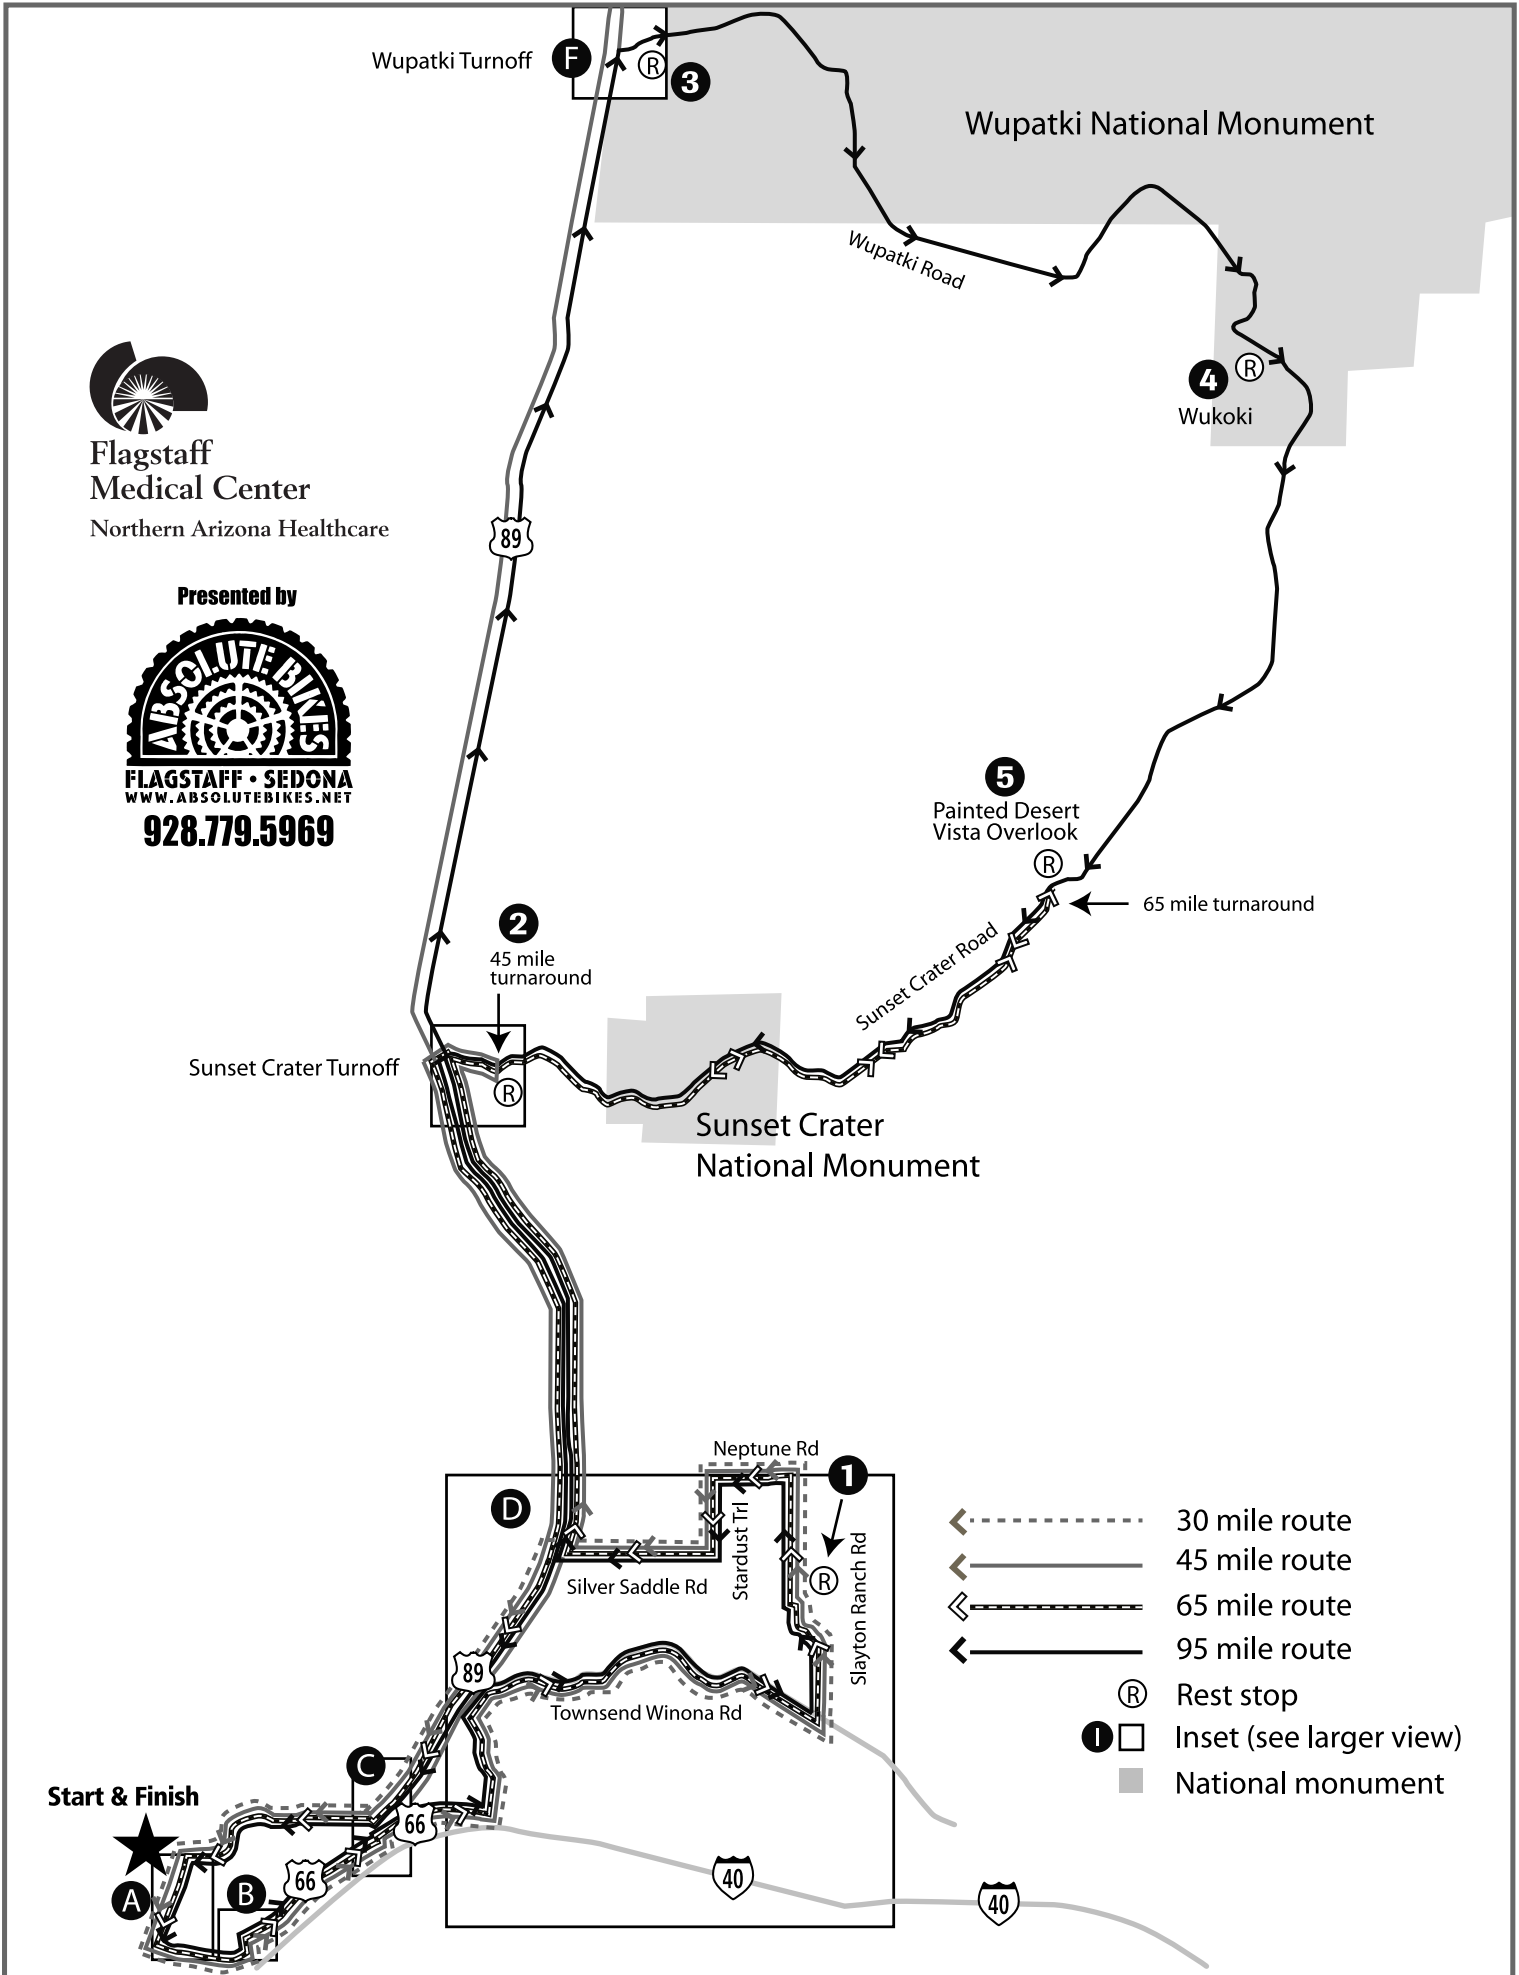 Wupatki Turnoff
F
R
3
Wupatki National Monument
Wupatki Road
4
R
Wukoki
Flagstaff
Medical Center
Northern Arizona Healthcare
89
Presented by
ABSOLUTE BIKES
FLAGSTAFF • SEDONA
WWW.ABSOLUTEBIKES.NET
928.779.5969
5
Painted Desert
Vista Overlook
R
65 mile turnaround
Sunset Crater Road
2
45 mile
turnaround
Sunset Crater Turnoff
R
Sunset Crater
National Monument
Neptune Rd
1
D
Stardust Trl
Silver Saddle Rd
R
Slayton Ranch Rd
89
Townsend Winona Rd
30 mile route
45 mile route
65 mile route
95 mile route
R Rest stop
I Inset (see larger view)
National monument
C
Start & Finish
66
66
A
B
40
40